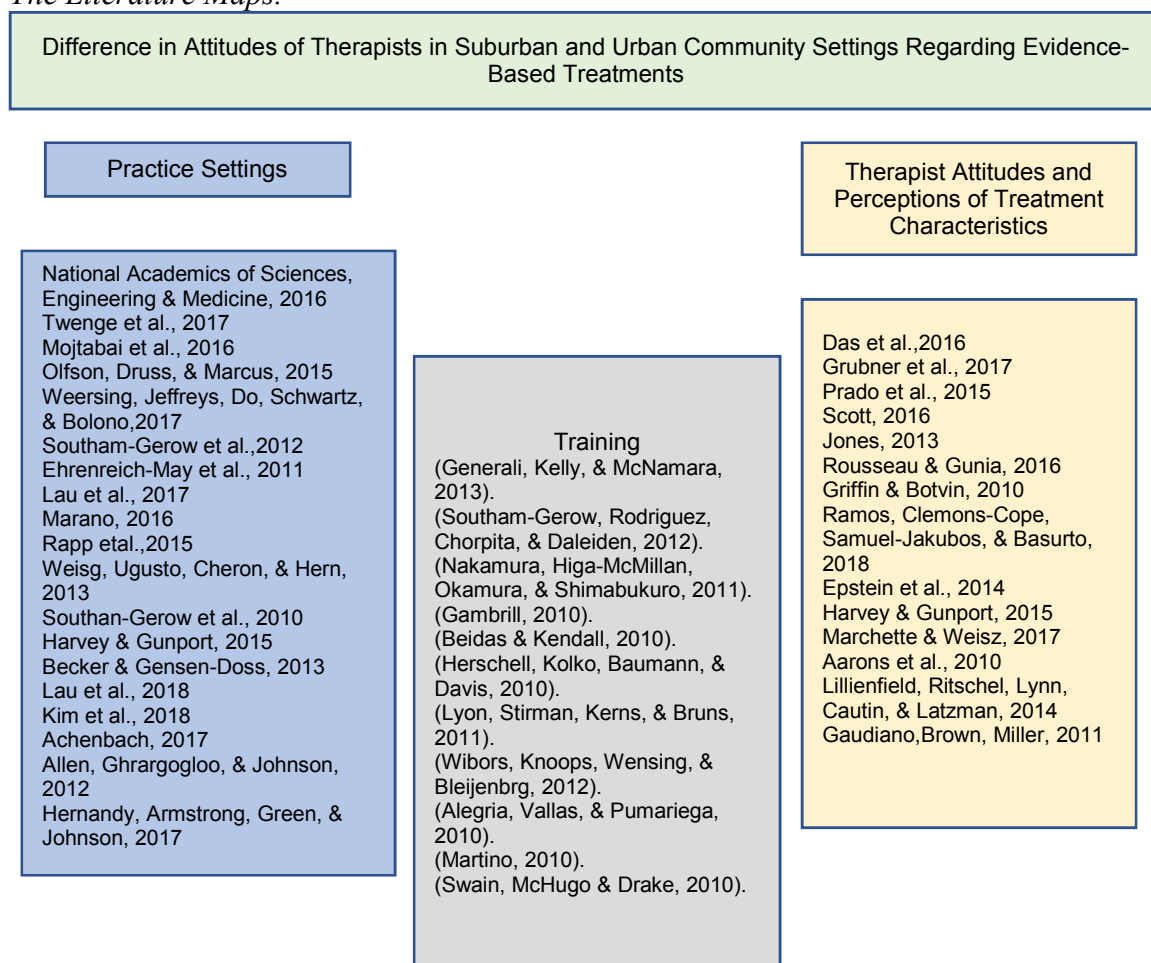 The Literature Maps:
Difference in Attitudes of Therapists in Suburban and Urban Community Settings Regarding Evidence-
Based Treatments
Practice Settings
National Academics of Sciences,
Engineering & Medicine, 2016
Twenge et al., 2017
Mojtabai et al., 2016
Olfson, Druss, & Marcus, 2015
Weersing, Jeffreys, Do, Schwartz,
& Bolono,2017
Southam-Gerow et al.,2012
Ehrenreich-May et al., 2011
Lau et al., 2017
Marano, 2016
Rapp etal.,2015
Weisg, Ugusto, Cheron, & Hern,
2013
Southan-Gerow et al., 2010
Harvey & Gunport, 2015
Becker & Gensen-Doss, 2013
Lau et al., 2018
Kim et al., 2018
Achenbach, 2017
Allen, Ghrargogloo, & Johnson,
2012
Hernandy, Armstrong, Green, &
Johnson, 2017
Training
(Generali, Kelly, & McNamara,
2013).
(Southam-Gerow, Rodriguez,
Chorpita, & Daleiden, 2012).
(Nakamura, Higa-McMillan,
Okamura, & Shimabukuro, 2011).
(Gambrill, 2010).
(Beidas & Kendall, 2010).
(Herschell, Kolko, Baumann, &
Davis, 2010).
(Lyon, Stirman, Kerns, & Bruns,
2011).
(Wibors, Knoops, Wensing, &
Bleijenbrg, 2012).
(Alegria, Vallas, & Pumariega,
2010).
(Martino, 2010).
(Swain, McHugo & Drake, 2010).
Therapist Attitudes and
Perceptions of Treatment
Characteristics
Das et al.,2016
Grubner et al., 2017
Prado et al., 2015
Scott, 2016
Jones, 2013
Rousseau & Gunia, 2016
Griffin & Botvin, 2010
Ramos, Clemons-Cope,
Samuel-Jakubos, & Basurto,
2018
Epstein et al., 2014
Harvey & Gunport, 2015
Marchette & Weisz, 2017
Aarons et al., 2010
Lillienfield, Ritschel, Lynn,
Cautin, & Latzman, 2014
Gaudiano,Brown, Miller, 2011